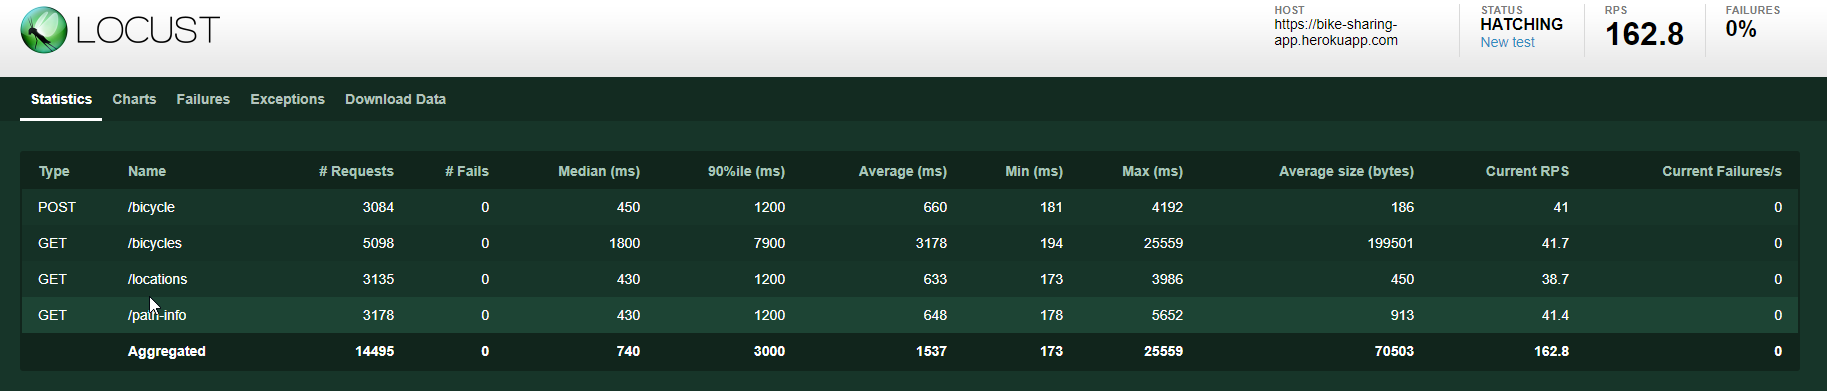 LOCUST
HOST
https://bike-sharing-
app.herokuapp.com
STATUS
HATCHING
New test
RPS
162.8
FAILURES
0%
Statistics Charts Failures Exceptions Download Data
Type Name # Requests # Fails Median (ms) 90%ile (ms) Average (ms) Min (ms) Max (ms) Average size (bytes) Current RPS Current Failures/s
POST /bicycle 3084 0 450 1200 660 181 4192 186 41 0
GET /bicycles 5098 0 1800 7900 3178 194 25559 199501 41.7 0
GET /locations 3135 0 430 1200 633 173 3986 450 38.7 0
GET /path-info 3178 0 430 1200 648 178 5652 913 41.4 0
Aggregated 14495 0 740 3000 1537 173 25559 70503 162.8 0